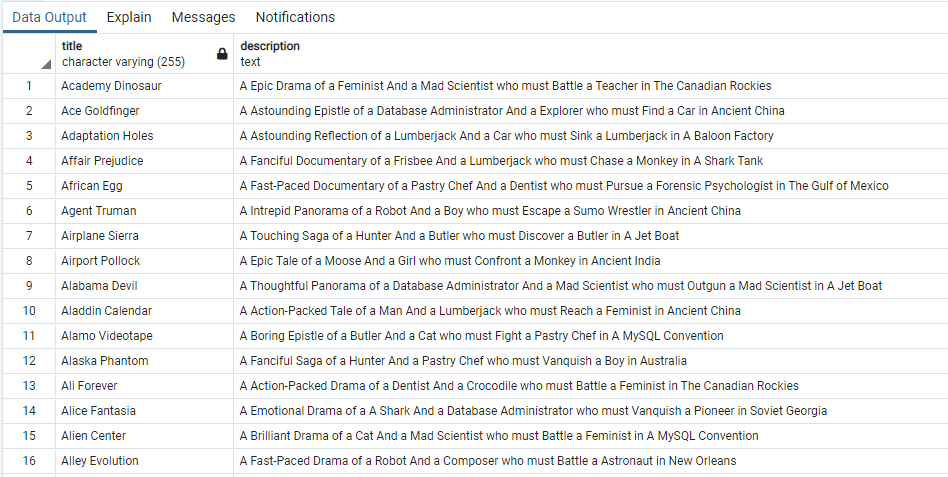 Data Output Explain Messages Notifications
title description
character varying (255) text
1 Academy Dinosaur A Epic Drama of a Feminist And a Mad Scientist who must Battle a Teacher in The Canadian Rockies
2 Ace Goldfinger A Astounding Epistle of a Database Administrator And a Explorer who must Find a Car in Ancient China
3 Adaptation Holes A Astounding Reflection of a Lumberjack And a Car who must Sink a Lumberjack in A Baloon Factory
4 Affair Prejudice A Fanciful Documentary of a Frisbee And a Lumberjack who must Chase a Monkey in A Shark Tank
5 African Egg A Fast-Paced Documentary of a Pastry Chef And a Dentist who must Pursue a Forensic Psychologist in The Gulf of Mexico
6 Agent Truman A Intrepid Panorama of a Robot And a Boy who must Escape a Sumo Wrestler in Ancient China
7 Airplane Sierra A Touching Saga of a Hunter And a Butler who must Discover a Butler in A Jet Boat
8 Airport Pollock A Epic Tale of a Moose And a Girl who must Confront a Monkey in Ancient India
9 Alabama Devil A Thoughtful Panorama of a Database Administrator And a Mad Scientist who must Outgun a Mad Scientist in A Jet Boat
10 Aladdin Calendar A Action-Packed Tale of a Man And a Lumberjack who must Reach a Feminist in Ancient China
11 Alamo Videotape A Boring Epistle of a Butler And a Cat who must Fight a Pastry Chef in A MySQL Convention
12 Alaska Phantom A Fanciful Saga of a Hunter And a Pastry Chef who must Vanquish a Boy in Australia
13 Ali Forever A Action-Packed Drama of a Dentist And a Crocodile who must Battle a Feminist in The Canadian Rockies
14 Alice Fantasia A Emotional Drama of a A Shark And a Database Administrator who must Vanquish a Pioneer in Soviet Georgia
15 Alien Center A Brilliant Drama of a Cat And a Mad Scientist who must Battle a Feminist in A MySQL Convention
16 Alley Evolution A Fast-Paced Drama of a Robot And a Composer who must Battle a Astronaut in New Orleans